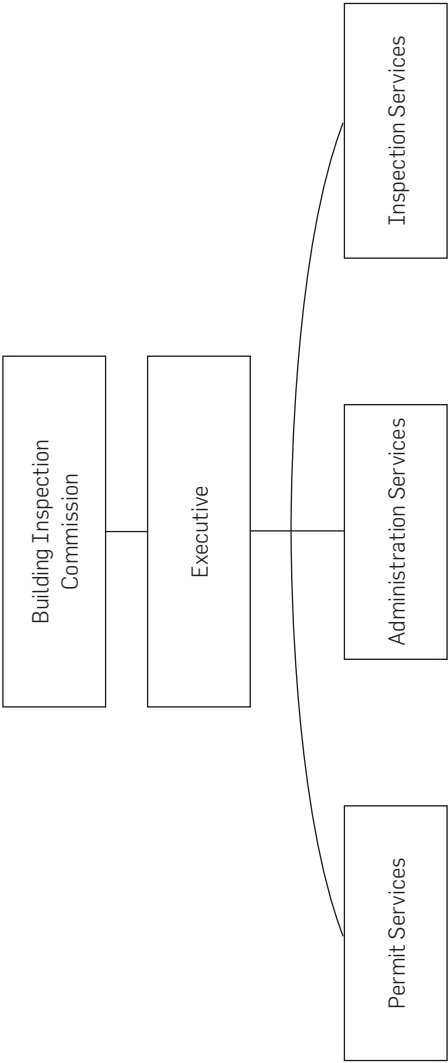 Building Inspection
Commission
Executive
Permit Services
Administration Services
Inspection Services